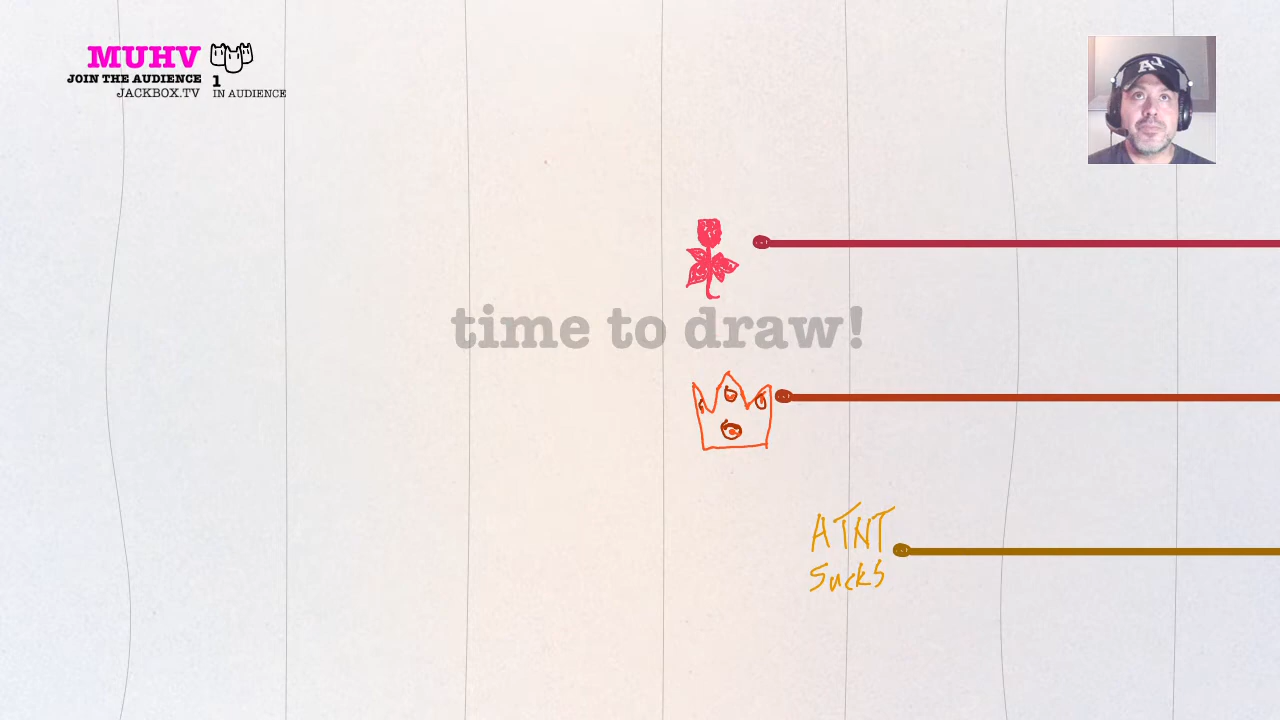 MUHV
JOIN THE AUDIENCE
JACKBOX.TV
1
IN AUDIENCE
time to draw!
ATNT
Sucks